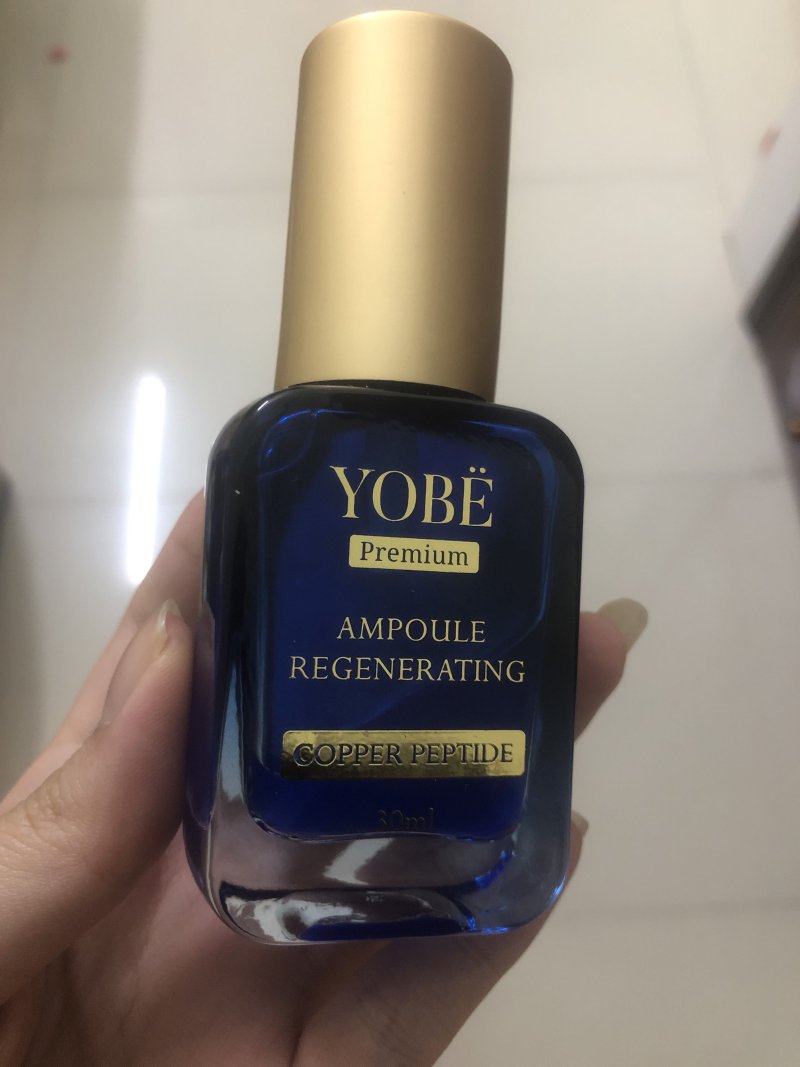 YOBË
Premium
AMPOULE
REGENERATING
COPPER PEPTIDE
30ml